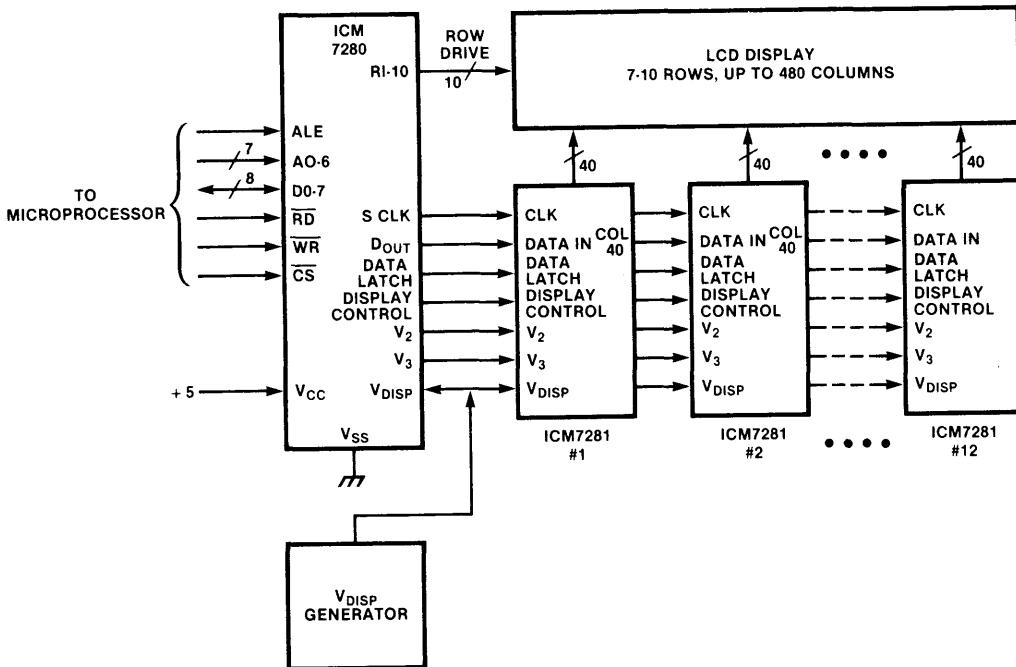 ICM
7280
ROW
DRIVE
RI-10
10
LCD DISPLAY
7-10 ROWS, UP TO 480 COLUMNS
TO
MICROPROCESSOR
ALE
7
AO-6
8
D0-7
RD
WR
CS
+ 5
VCC
VSS
S CLK
DOUT
DATA
LATCH
DISPLAY
CONTROL
V2
V3
VDISP
40
CLK
DATA IN
COL
40
DATA
LATCH
DISPLAY
CONTROL
V2
V3
VDISP
ICM7281
#1
40
CLK
DATA IN
COL
40
DATA
LATCH
DISPLAY
CONTROL
V2
V3
VDISP
ICM7281
#2
40
CLK
DATA IN
DATA
LATCH
DISPLAY
CONTROL
V2
V3
VDISP
ICM7281
#12
VDISP
GENERATOR